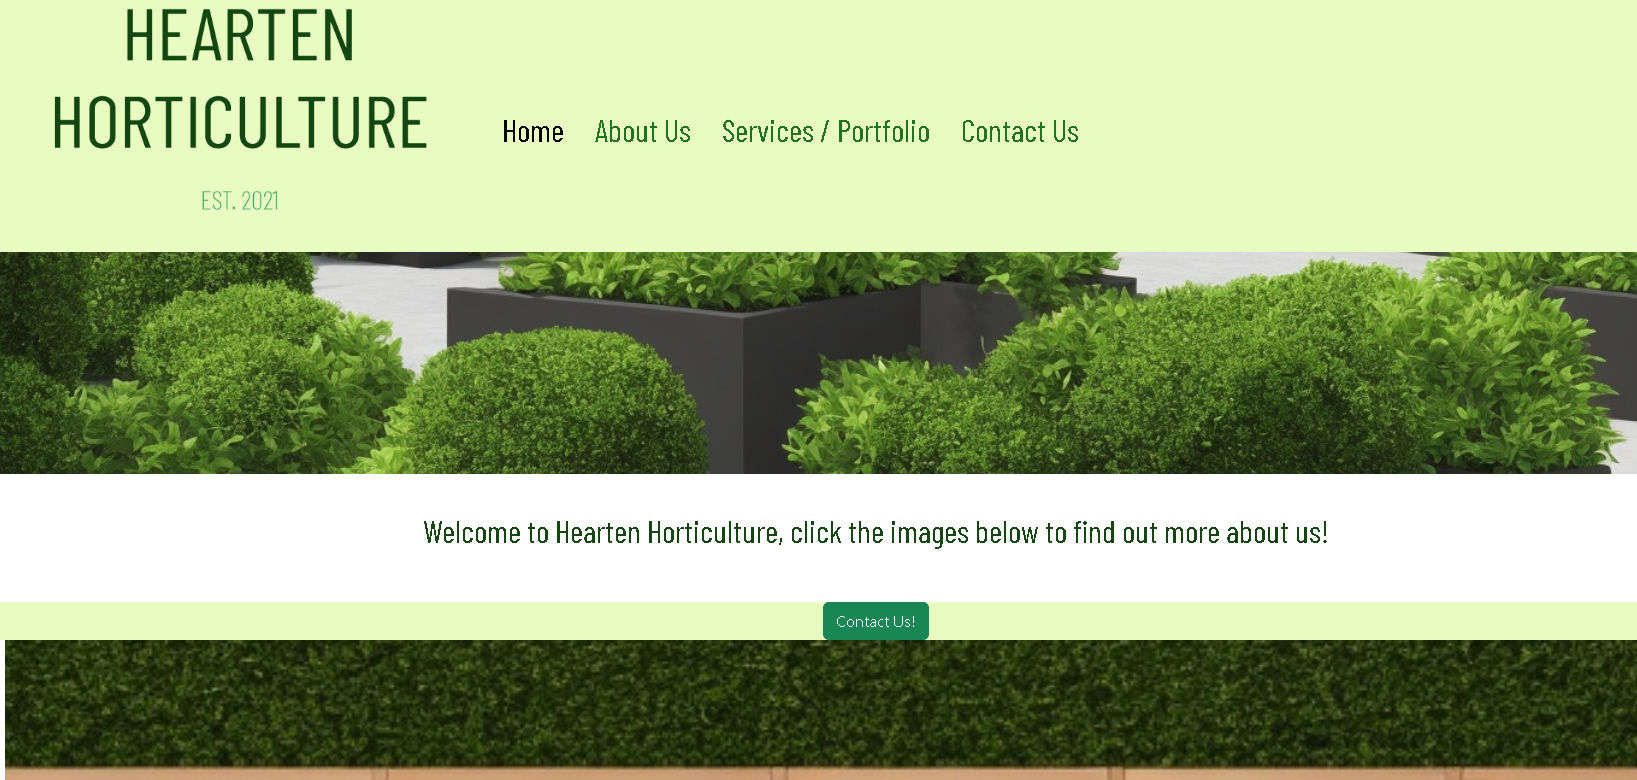 HEARTEN
HORTICULTURE
EST. 2021
Home About Us Services / Portfolio Contact Us
Welcome to Hearten Horticulture, click the images below to find out more about us!
Contact Us!